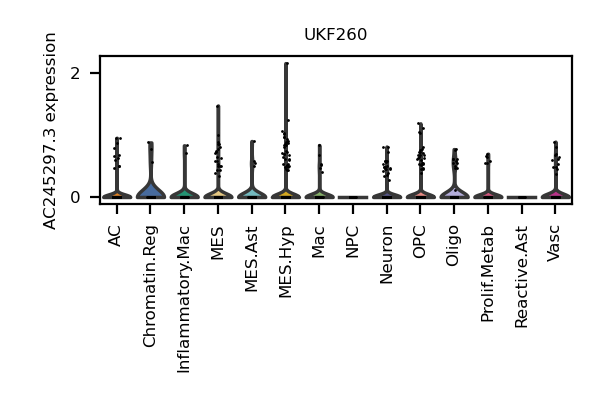 UKF260
AC245297.3 expression
2
0
AC
Chromatin.Reg
Inflammatory.Mac
MES
MES.Ast
MES.Hyp
Mac
NPC
Neuron
OPC
Oligo
Prolif.Metab
Reactive.Ast
Vasc